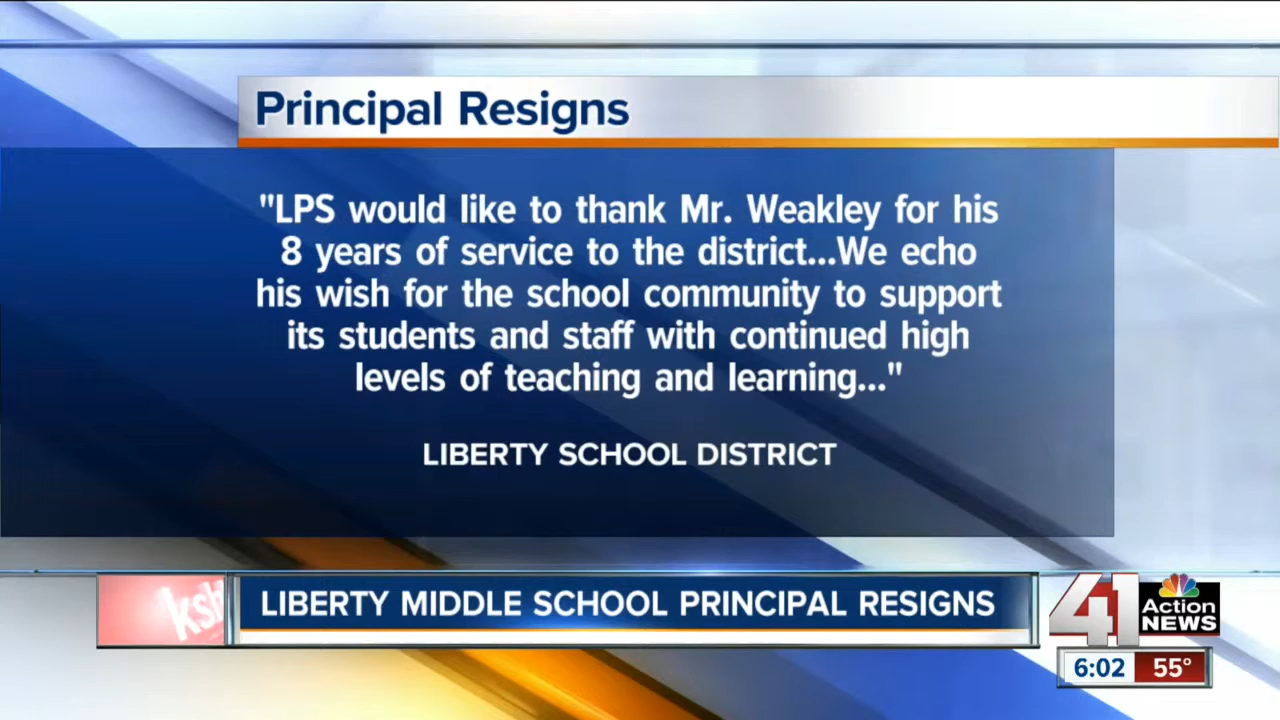 Principal Resigns
"LPS would like to thank Mr. Weakley for his
8 years of service to the district...We echo
his wish for the school community to support
its students and staff with continued high
levels of teaching and learning..."
LIBERTY SCHOOL DISTRICT
ksh
LIBERTY MIDDLE SCHOOL PRINCIPAL RESIGNS
41
Action
NEWS
6:02 55°